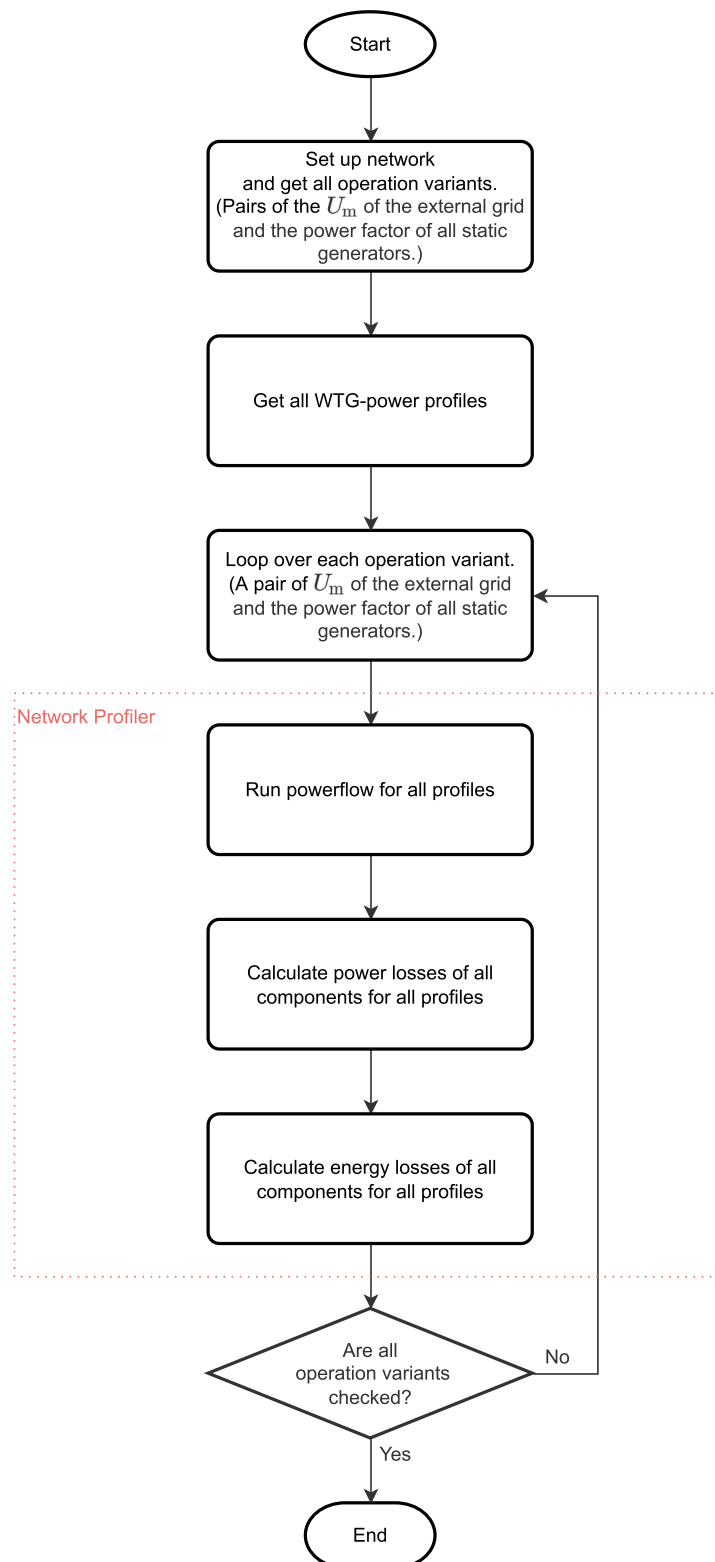 Start
Set up network
and get all operation variants.
(Pairs of the Um of the external grid
and the power factor of all static
generators.)
Get all WTG-power profiles
Loop over each operation variant.
(A pair of Um of the external grid
and the power factor of all static
generators.)
Network Profiler
Run powerflow for all profiles
Calculate power losses of all
components for all profiles
Calculate energy losses of all
components for all profiles
Are all
operation variants
checked?
No
Yes
End